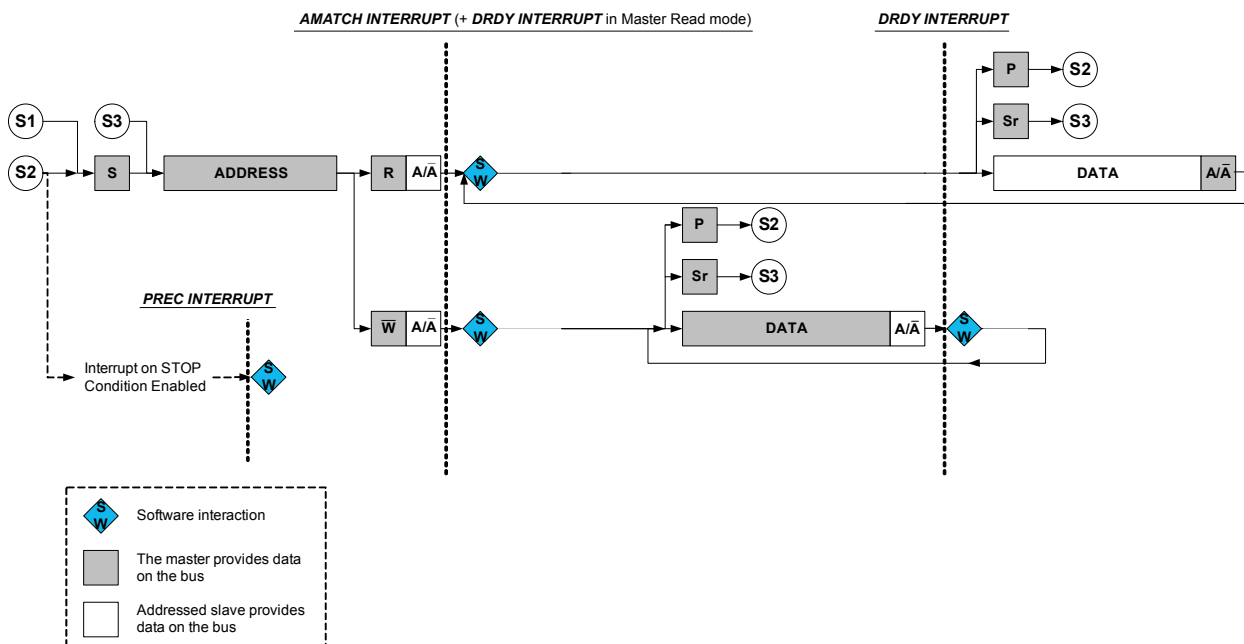 AMATCH INTERRUPT (+ DRDY INTERRUPT in Master Read mode)
DRDY INTERRUPT
P
S2
S1
S3
Sr
S3
S2
S
ADDRESS
R
A/A̅
S
W
DATA
A/A̅
P
S2
Sr
S3
PREC INTERRUPT
W̅
A/A̅
S
W
DATA
A/A̅
S
W
Interrupt on STOP
Condition Enabled
S
W
S
W
Software interaction
The master provides data
on the bus
Addressed slave provides
data on the bus